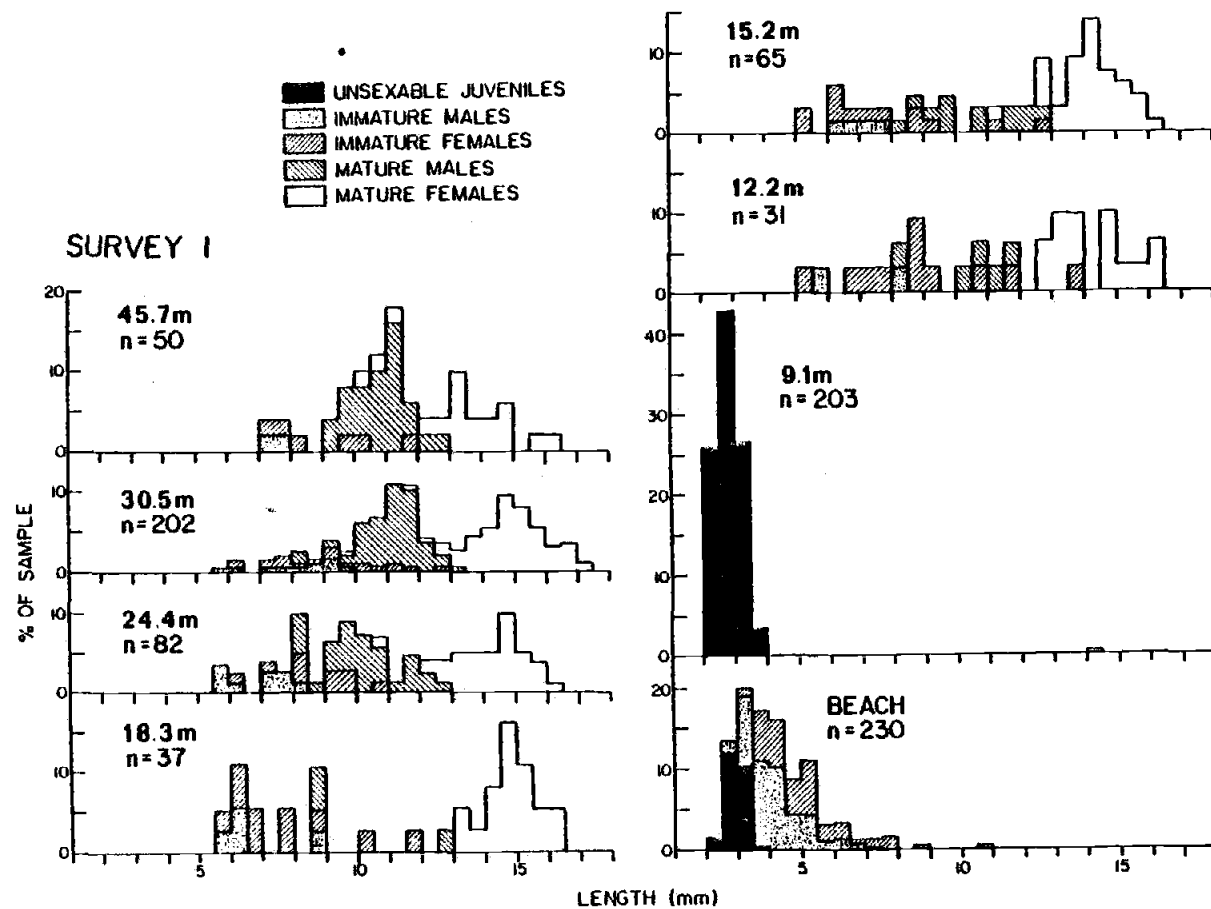 UNSEXABLE JUVENILES
IMMATURE MALES
IMMATURE FEMALES
MATURE MALES
MATURE FEMALES
SURVEY 1
% OF SAMPLE
45.7m
n=50
20
10
0
30.5m
n=202
10
0
24.4m
n=82
10
0
18.3m
n=37
10
0
5
10
15
15.2m
n=65
10
0
12.2m
n=31
10
0
9.1m
n=203
40
30
20
10
0
BEACH
n=230
20
10
0
5
10
15
LENGTH (mm)